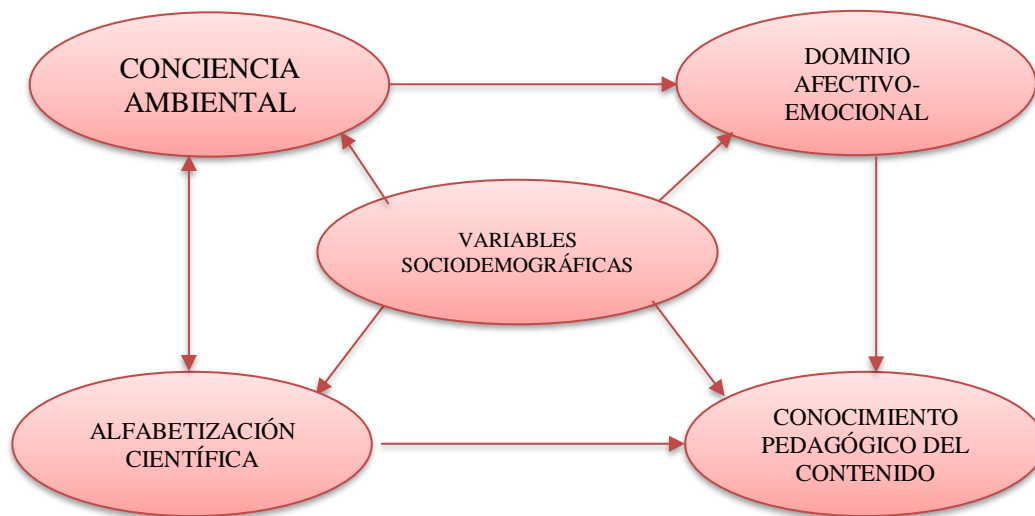 CONCIENCIA
AMBIENTAL
DOMINIO
AFECTIVO-
EMOCIONAL
VARIABLES
SOCIODEMOGRÁFICAS
ALFABETIZACIÓN
CIENTÍFICA
CONOCIMIENTO
PEDAGÓGICO DEL
CONTENIDO